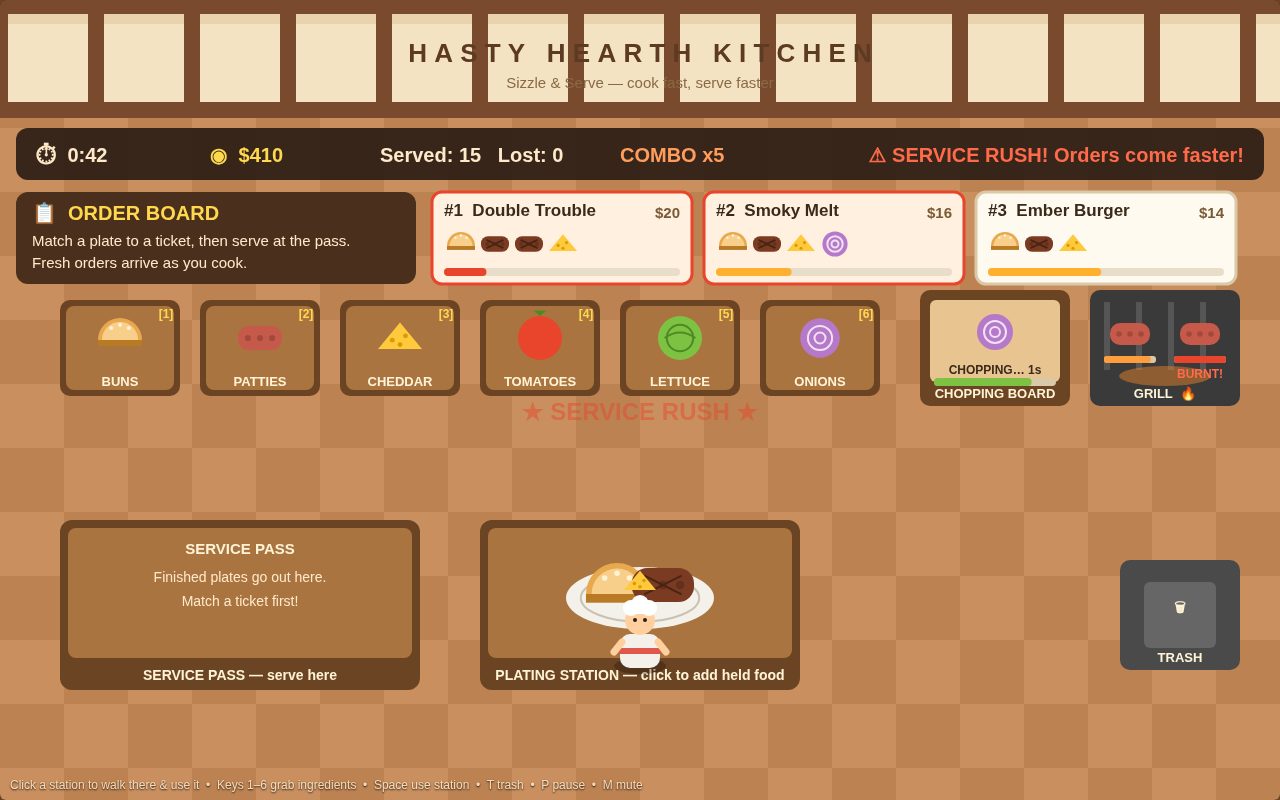 HASTY HEARTH KITCHEN
Sizzle & Serve — cook fast, serve faster
0:42
$410
Served: 15 Lost: 0
COMBO x5
⚠ SERVICE RUSH! Orders come faster!
ORDER BOARD
Match a plate to a ticket, then serve at the pass.
Fresh orders arrive as you cook.
#1 Double Trouble $20
#2 Smoky Melt $16
#3 Ember Burger $14
[1]
BUNS
[2]
PATTIES
[3]
CHEDDAR
[4]
TOMATOES
[5]
LETTUCE
[6]
ONIONS
CHOPPING… 1s
CHOPPING BOARD
BURNT!
GRILL
★ SERVICE RUSH ★
SERVICE PASS
Finished plates go out here.
Match a ticket first!
SERVICE PASS — serve here
PLATING STATION — click to add held food
TRASH
Click a station to walk there & use it • Keys 1–6 grab ingredients • Space use station • T trash • P pause • M mute